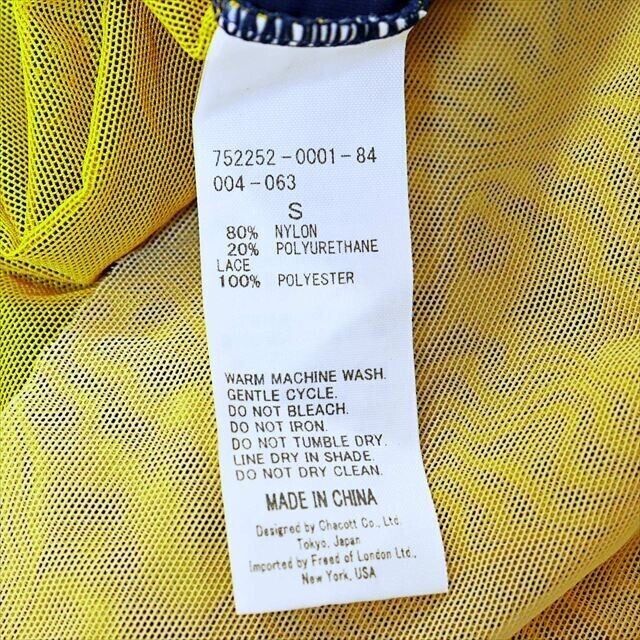 752252-0001-84
004-063
S
80% NYLON
20% POLYURETHANE
LACE
100% POLYESTER
WARM MACHINE WASH.
GENTLE CYCLE.
DO NOT BLEACH.
DO NOT IRON.
DO NOT TUMBLE DRY.
LINE DRY IN SHADE.
DO NOT DRY CLEAN.
MADE IN CHINA
Designed by Chacott Co., Ltd.
Tokyo, Japan
Imported by Freed of London Ltd.,
New York, USA